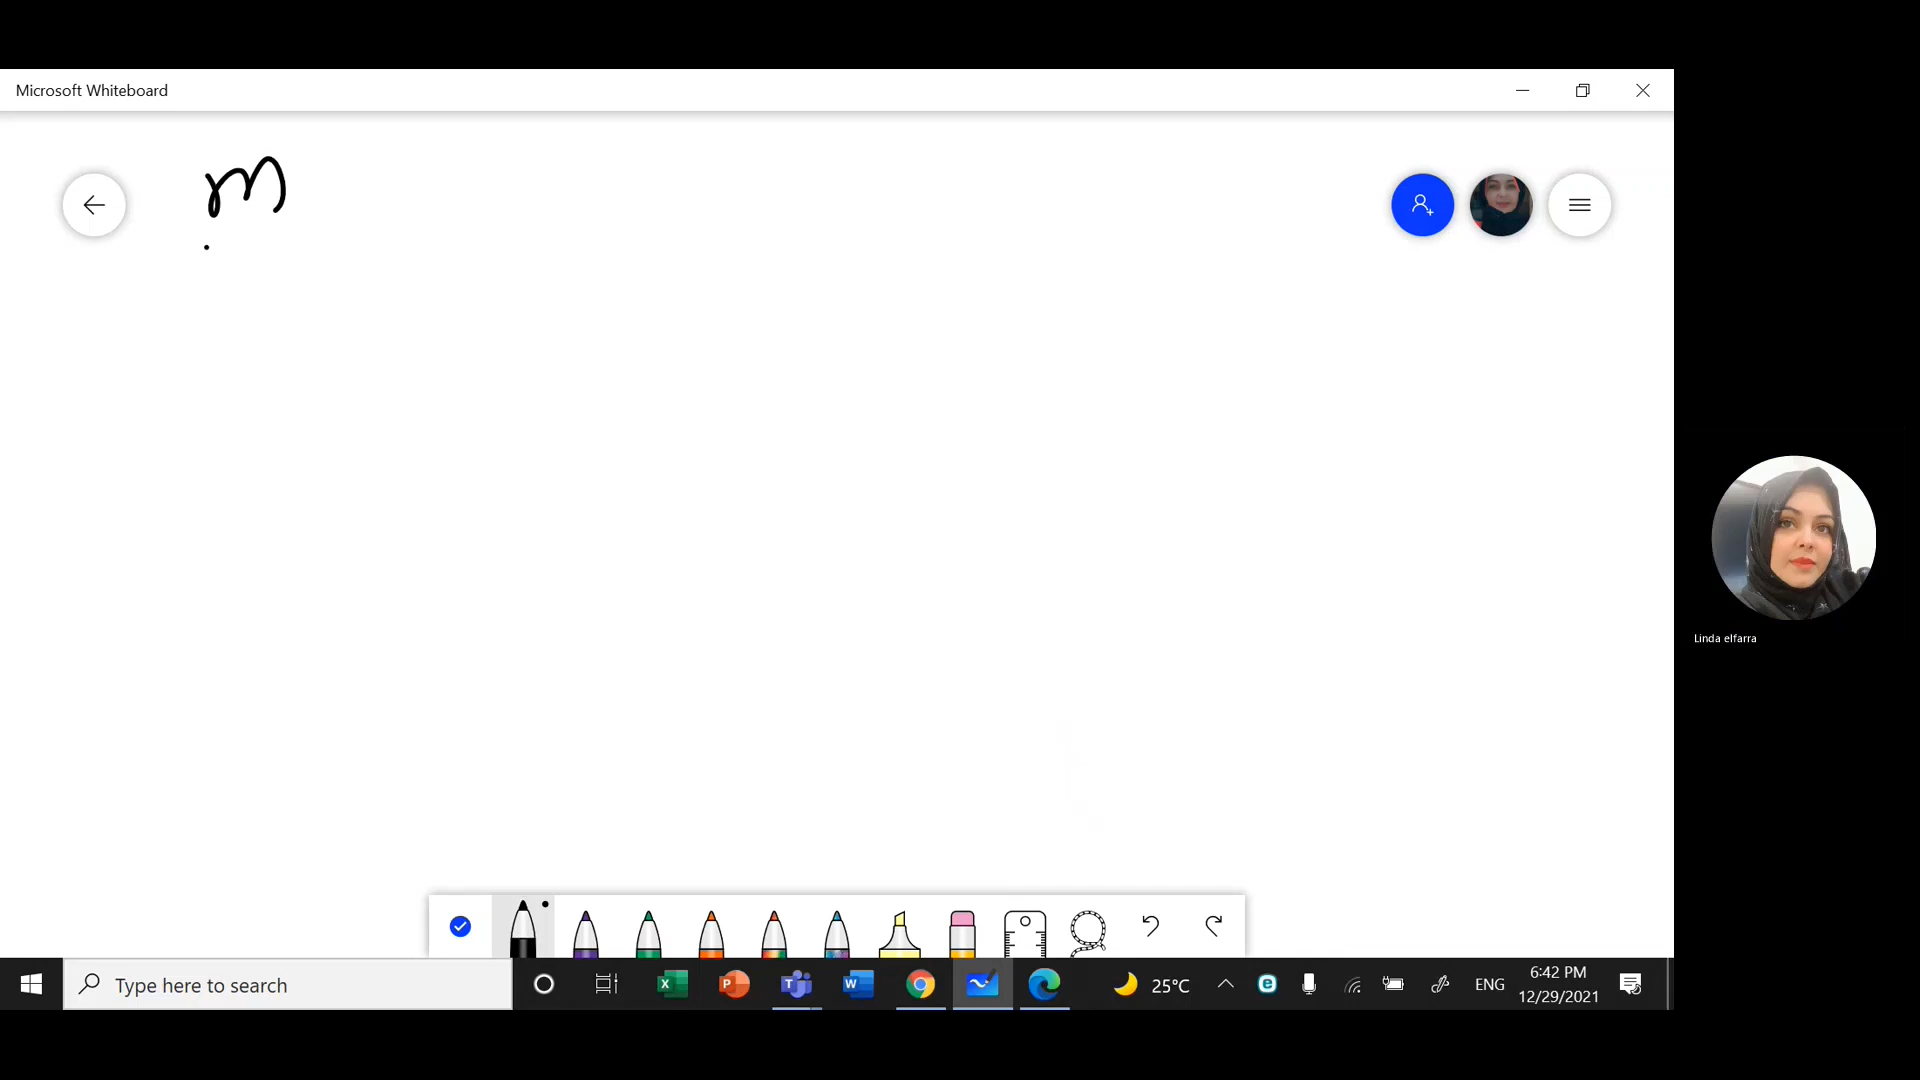 Microsoft Whiteboard
m
Linda elfarra
Type here to search
25°C
ENG
6:42 PM
12/29/2021